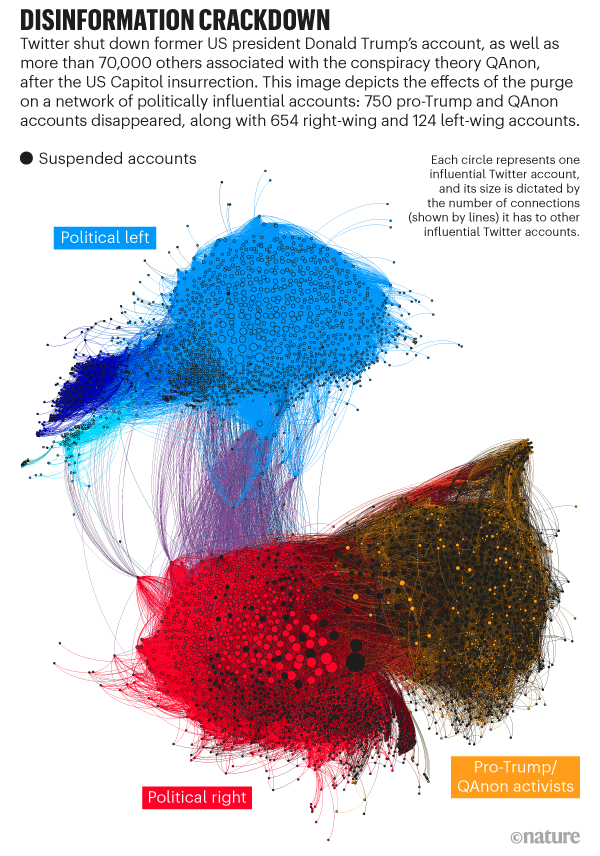 DISINFORMATION CRACKDOWN
Twitter shut down former US president Donald Trump's account, as well as
more than 70,000 others associated with the conspiracy theory QAnon,
after the US Capitol insurrection. This image depicts the effects of the purge
on a network of politically influential accounts: 750 pro-Trump and QAnon
accounts disappeared, along with 654 right-wing and 124 left-wing accounts.
Suspended accounts
Each circle represents one
influential Twitter account,
and its size is dictated by
the number of connections
(shown by lines) it has to other
influential Twitter accounts.
Political left
Pro-Trump/
QAnon activists
Political right
©nature